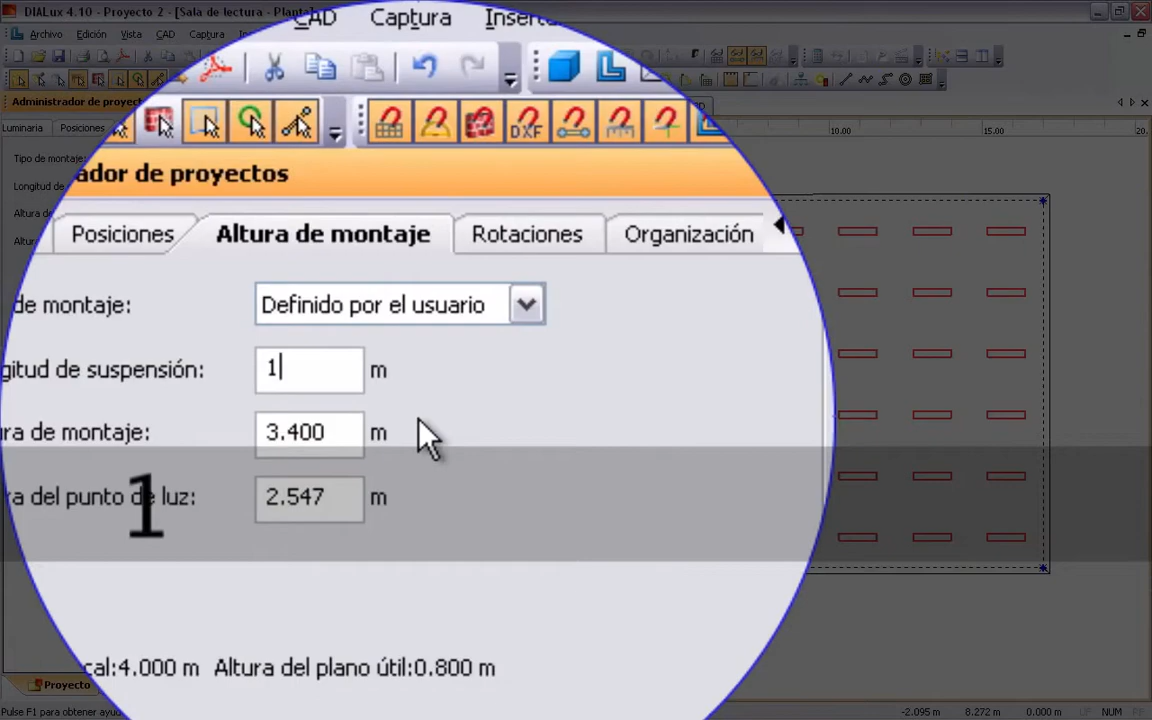 DIALux 4.10 - Proyecto 2 - [Sala de lectura - Planta
Archivo Edición Vista CAD Captura
CAD Captura
DXF
Administrador de proyect
ador de proyectos
Luminaria Posiciones
Posiciones Altura de montaje Rotaciones Organización
10.00 15.00 20.
Tipo de montaje:
de montaje: Definido por el usuario
Longitud de
gitud de suspensión: 1 m
Altura de
ra de montaje: 3.400 m
ra del punto de luz: 2.547 m
1
cal:4.000 m Altura del plano útil:0.800 m
Proyecto
Pulse F1 para obtener ayu
-2.095 m 8.272 m 0.000 m NUM